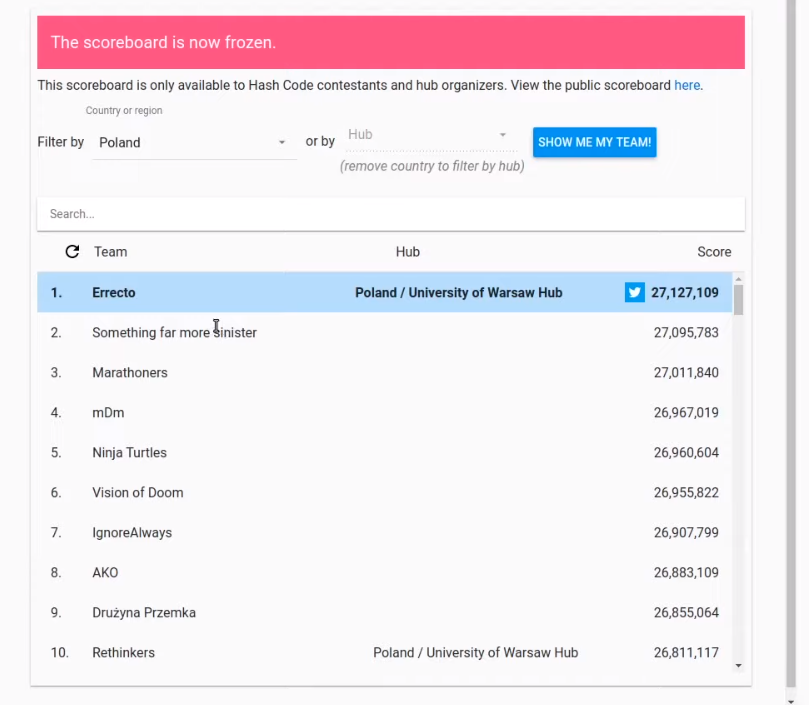 The scoreboard is now frozen.
This scoreboard is only available to Hash Code contestants and hub organizers. View the public scoreboard here.
Country or region
Filter by Poland or by Hub SHOW ME MY TEAM!
(remove country to filter by hub)
Search...
Team Hub Score
1. Errecto Poland / University of Warsaw Hub 27,127,109
2. Something far more sinister 27,095,783
3. Marathoners 27,011,840
4. mDm 26,967,019
5. Ninja Turtles 26,960,604
6. Vision of Doom 26,955,822
7. IgnoreAlways 26,907,799
8. AKO 26,883,109
9. Drużyna Przemka 26,855,064
10. Rethinkers Poland / University of Warsaw Hub 26,811,117